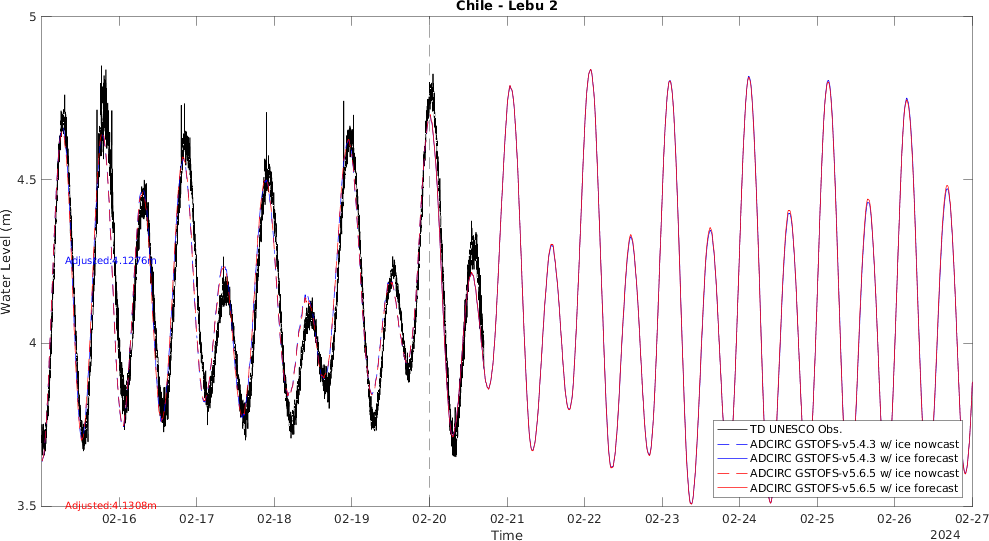 Chile - Lebu 2
5
4.5
4
3.5
Water Level (m)
Adjusted:4.1276m
Adjusted:4.1308m
TD UNESCO Obs.
ADCIRC GSTOFS-v5.4.3 w/ ice nowcast
ADCIRC GSTOFS-v5.4.3 w/ ice forecast
ADCIRC GSTOFS-v5.6.5 w/ ice nowcast
ADCIRC GSTOFS-v5.6.5 w/ ice forecast
02-16 02-17 02-18 02-19 02-20 02-21 02-22 02-23 02-24 02-25 02-26 02-27
Time
2024